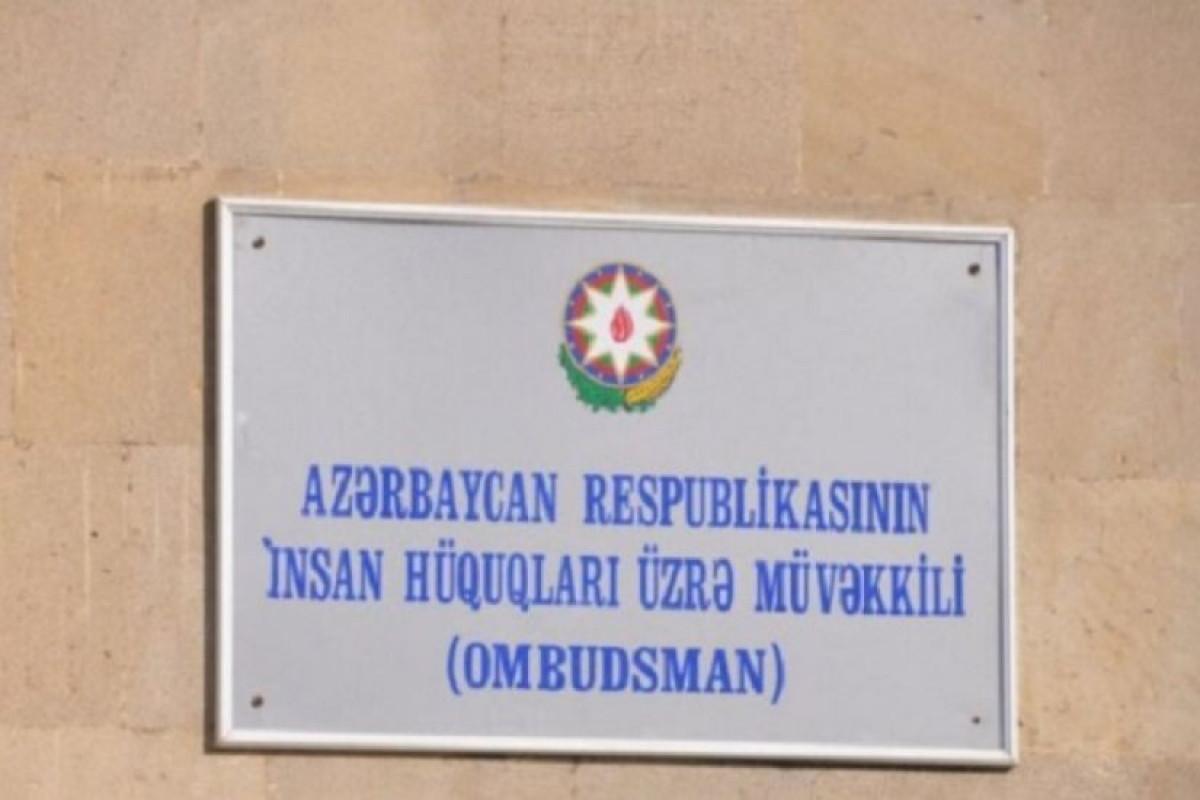 AZƏRBAYCAN RESPUBLİKASININ
İNSAN HÜQUQLARI ÜZRƏ MÜVƏKKİLİ
(OMBUDSMAN)